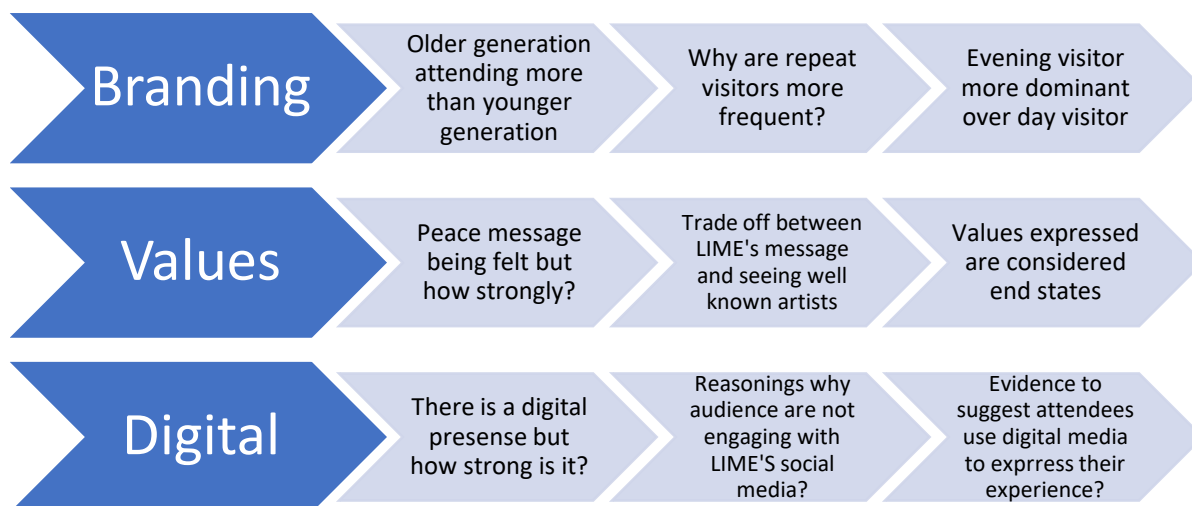 Branding
Older generation
attending more
than younger
generation
Why are repeat
visitors more
frequent?
Evening visitor
more dominant
over day visitor
Values
Peace message
being felt but
how strongly?
Trade off between
LIME's message
and seeing well
known artists
Values expressed
are considered
end states
Digital
There is a digital
presense but
how strong is it?
Reasonings why
audience are not
engaging with
LIME'S social
media?
Evidence to
suggest attendees
use digital media
to exprress their
experience?